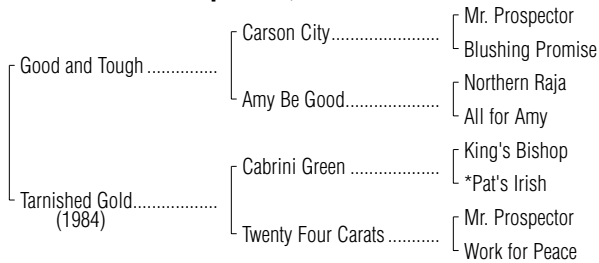 Mr. Prospector
Carson City.....................
Blushing Promise
Good and Tough ..............
Northern Raja
Amy Be Good..................
All for Amy
King's Bishop
Cabrini Green .................
*Pat's Irish
Tarnished Gold................
(1984)
Mr. Prospector
Twenty Four Carats ..........
Work for Peace